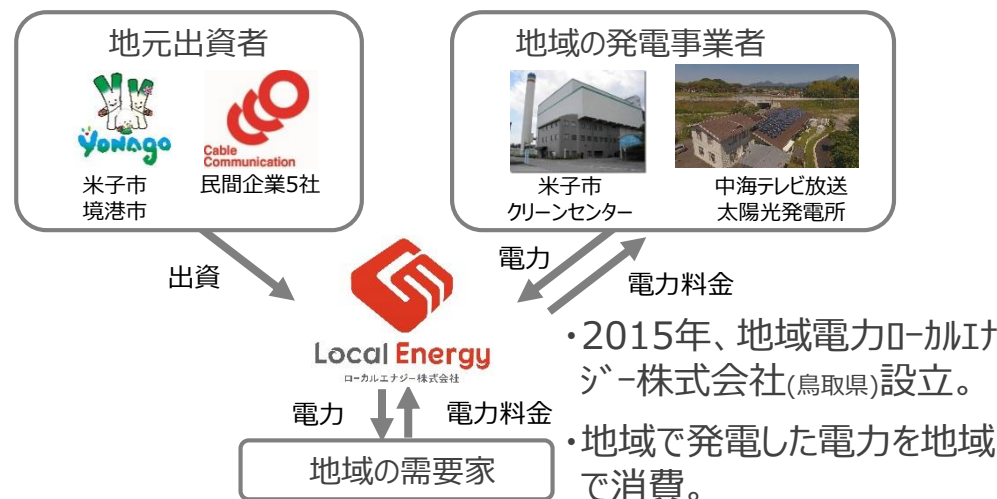 地元出資者
Yonago
Cable
Communication
米子市
境港市
民間企業5社
地域の発電事業者
米子市
クリーンセンター
中海テレビ放送
太陽光発電所
出資
電力
電力料金
Local Energy
ローカルエナジー株式会社
電力
電力料金
地域の需要家
・2015年、地域電力ﾛｰｶﾙｴﾅ
ｼﾞｰ株式会社(鳥取県)設立。
・地域で発電した電力を地域
で消費。